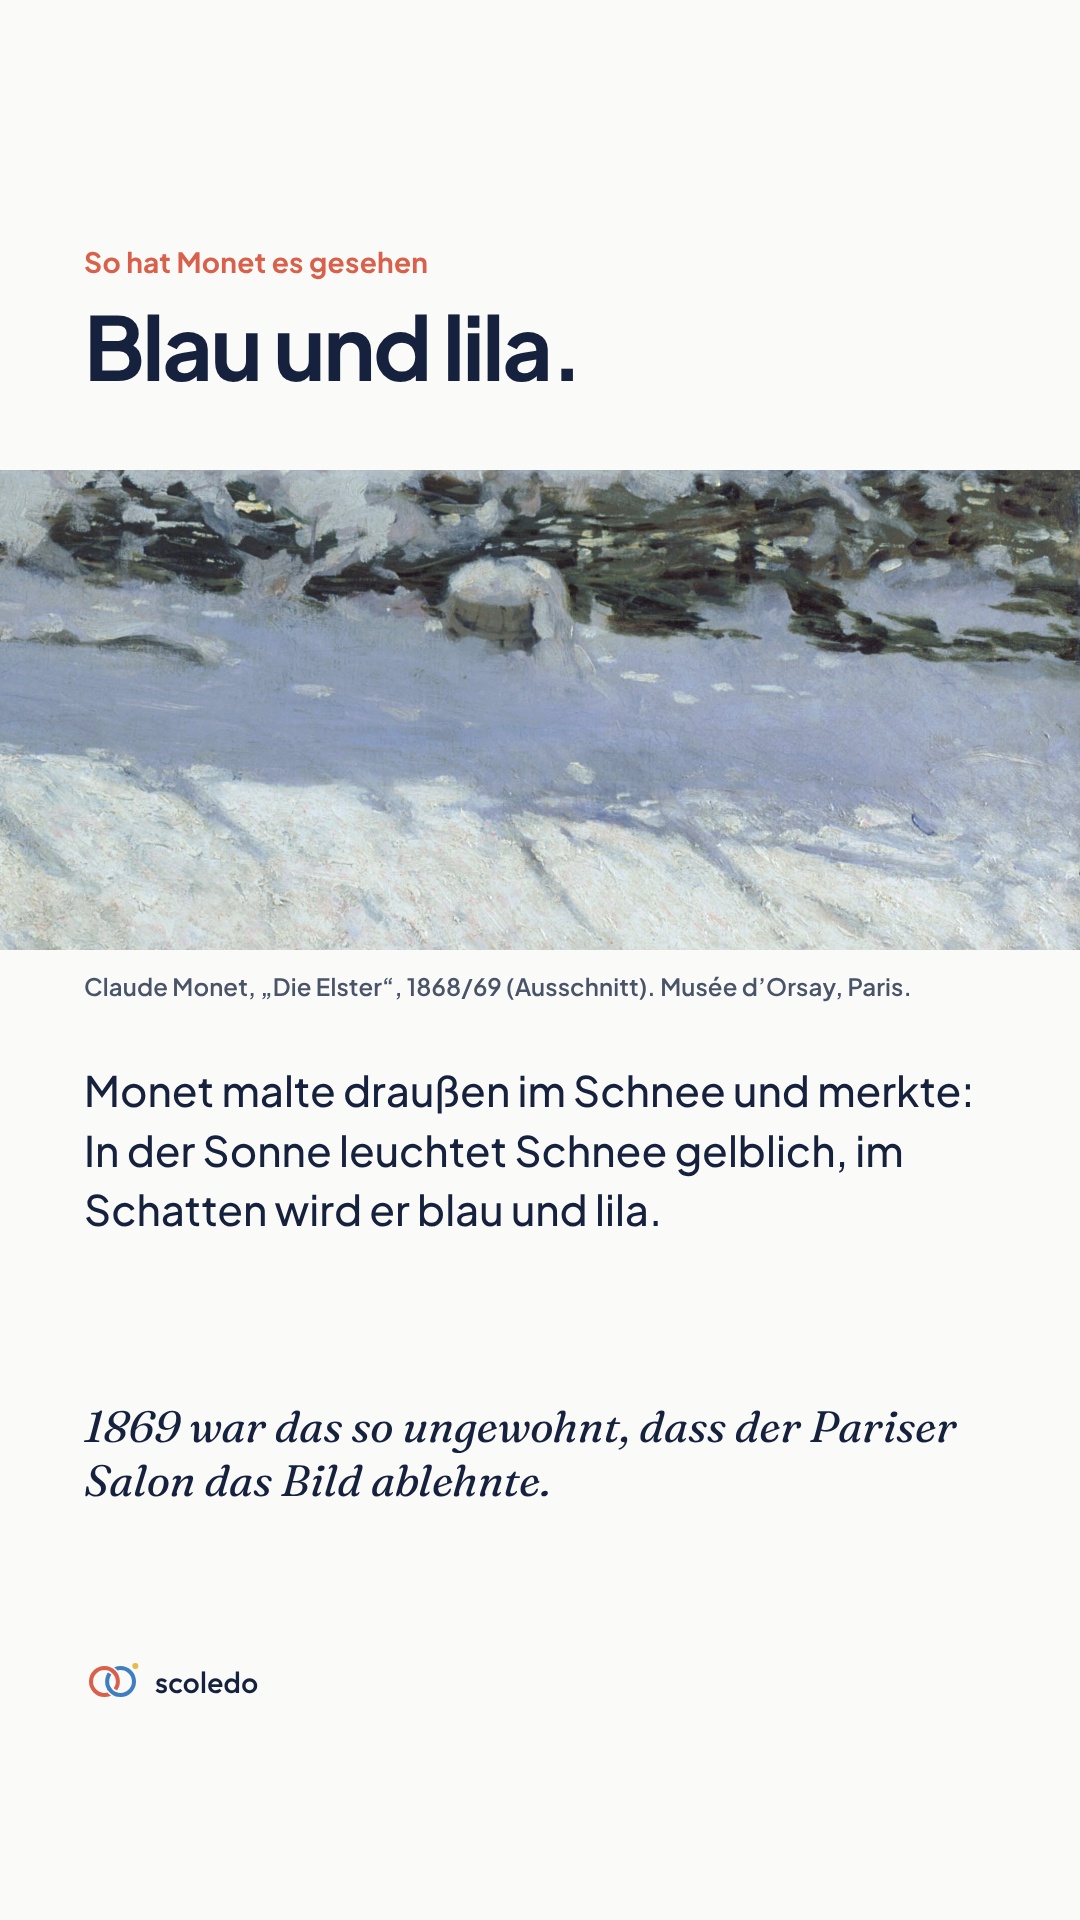 So hat Monet es gesehen
Blau und lila.
Claude Monet, „Die Elster“, 1868/69 (Ausschnitt). Musée d’Orsay, Paris.
Monet malte draußen im Schnee und merkte:
In der Sonne leuchtet Schnee gelblich, im
Schatten wird er blau und lila.
1869 war das so ungewohnt, dass der Pariser
Salon das Bild ablehnte.
scoledo